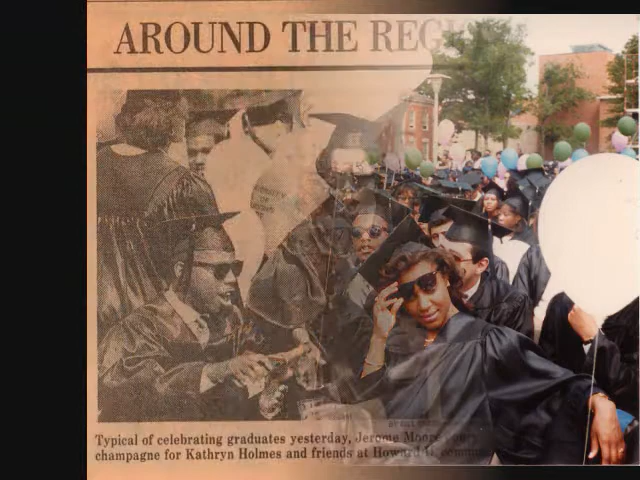 AROUND THE REG
Typical of celebrating graduates yesterday, Jerome Moore
champagne for Kathryn Holmes and friends at Howard U.